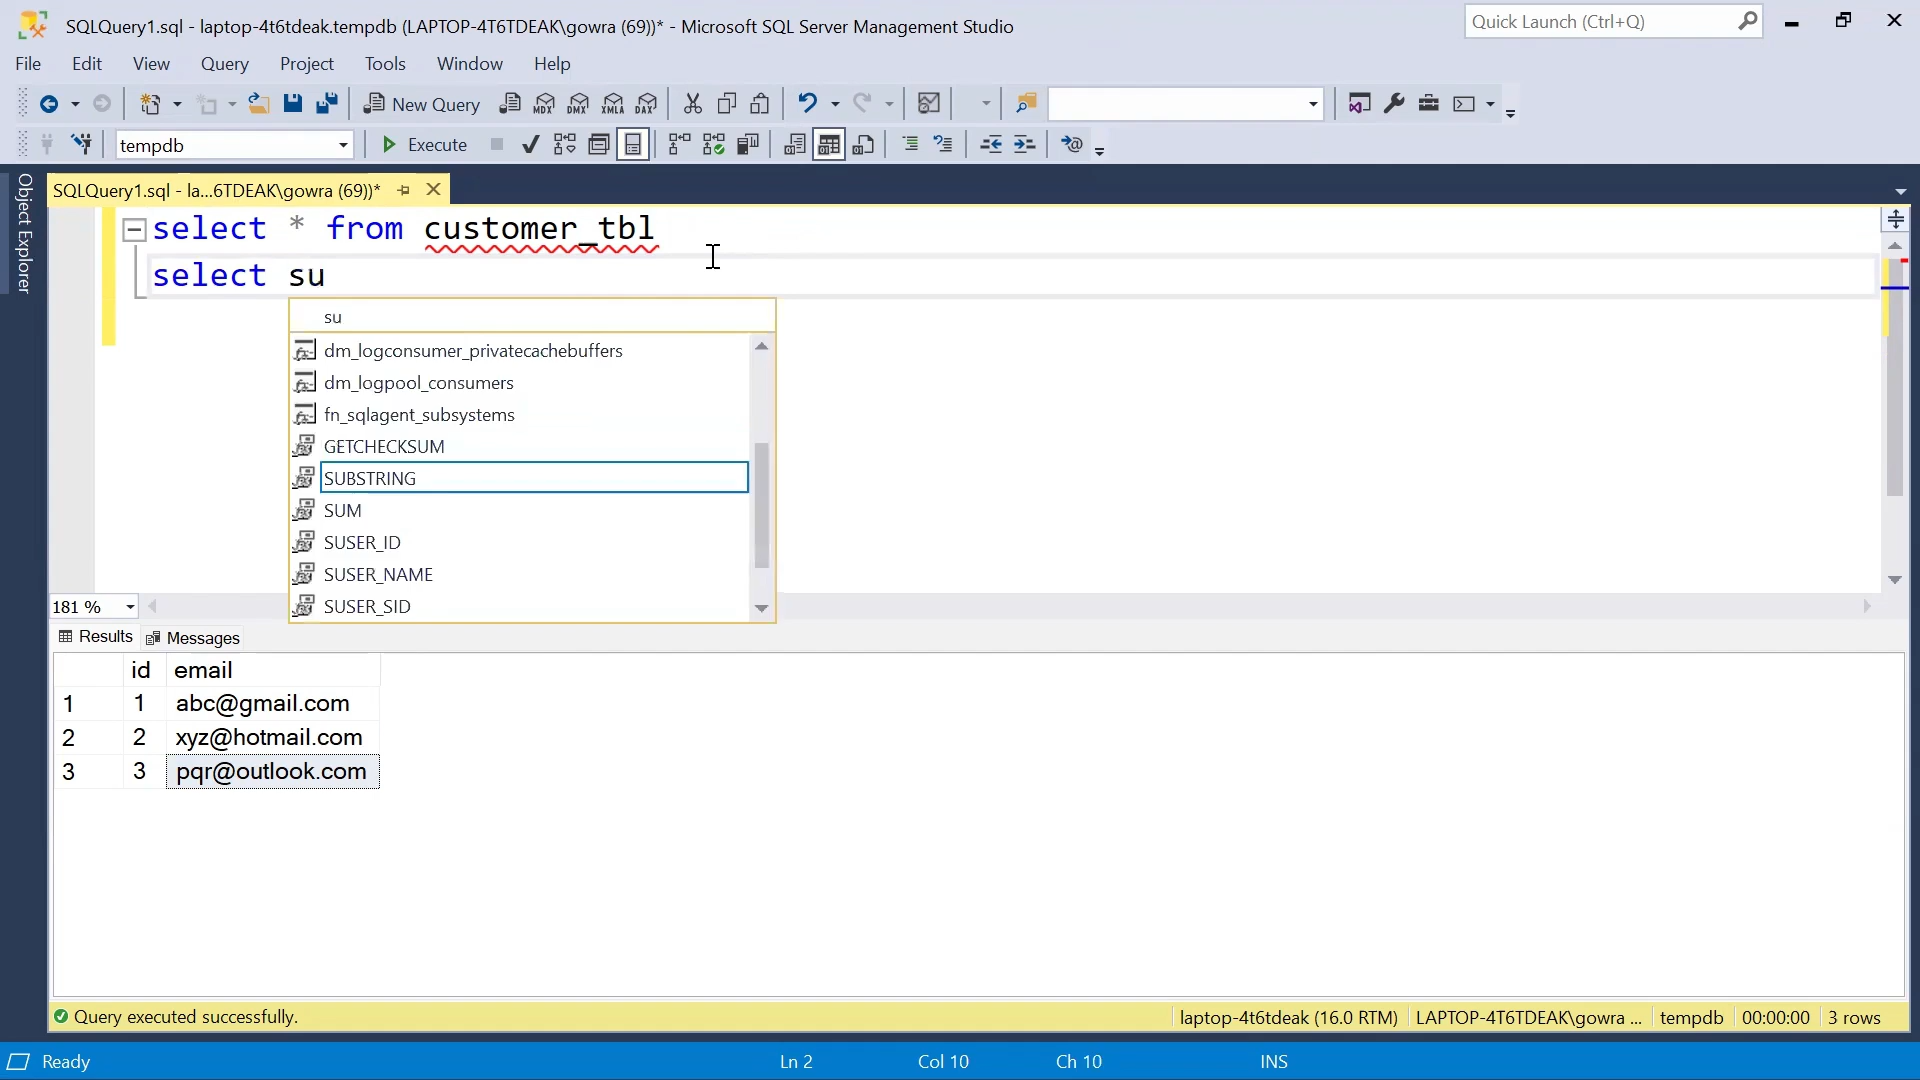 SQLQuery1.sql - laptop-4t6tdeak.tempdb (LAPTOP-4T6TDEAK\gowra (69))* - Microsoft SQL Server Management Studio
Quick Launch (Ctrl+Q)
File Edit View Query Project Tools Window Help
New Query
MDX DMX XMLA DAX
tempdb
Execute
Object Explorer
SQLQuery1.sql - la...6TDEAK\gowra (69))*
select * from customer_tbl
select su
su
dm_logconsumer_privatecachebuffers
dm_logpool_consumers
fn_sqlagent_subsystems
GETCHECKSUM
SUBSTRING
SUM
SUSER_ID
SUSER_NAME
SUSER_SID
181 %
Results Messages
id email
1 1 abc@gmail.com
2 2 xyz@hotmail.com
3 3 pqr@outlook.com
Query executed successfully.
laptop-4t6tdeak (16.0 RTM) LAPTOP-4T6TDEAK\gowra ... tempdb 00:00:00 3 rows
Ready Ln 2 Col 10 Ch 10 INS